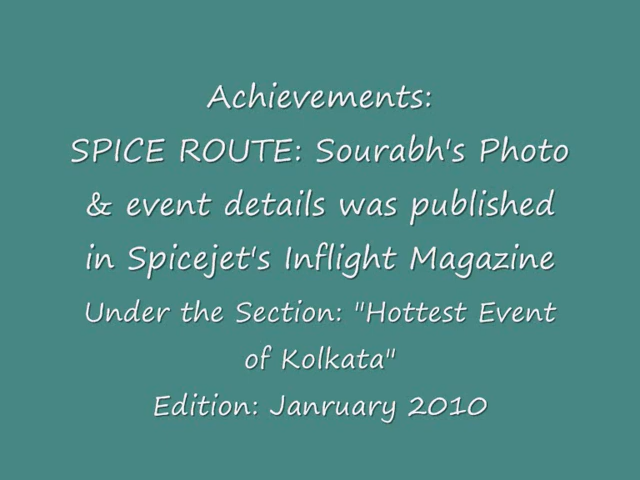 Achievements:
SPICE ROUTE: Sourabh's Photo
& event details was published
in Spicejet's Inflight Magazine
Under the Section: "Hottest Event
of Kolkata"
Edition: Janruary 2010